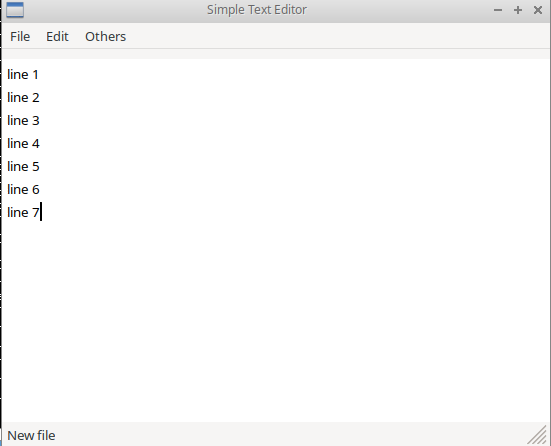 Simple Text Editor
File Edit Others
line 1
line 2
line 3
line 4
line 5
line 6
line 7
New file